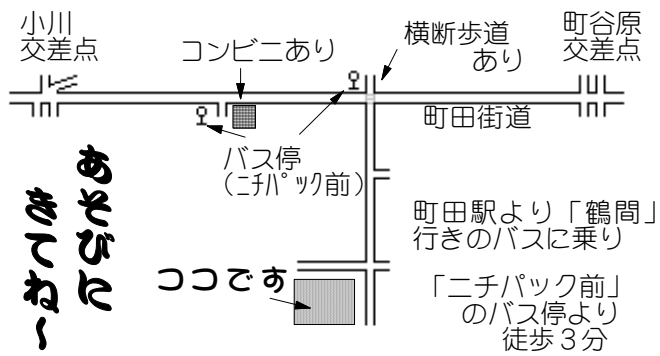 小川
交差点
コンビニあり
横断歩道
あり
町谷原
交差点
町田街道
バス停
(ﾆﾁﾊﾟｯｸ前)
あそびに
きてね~
ココです
町田駅より「鶴間」
行きのバスに乗り
「ニチパック前」
のバス停より
徒歩3分